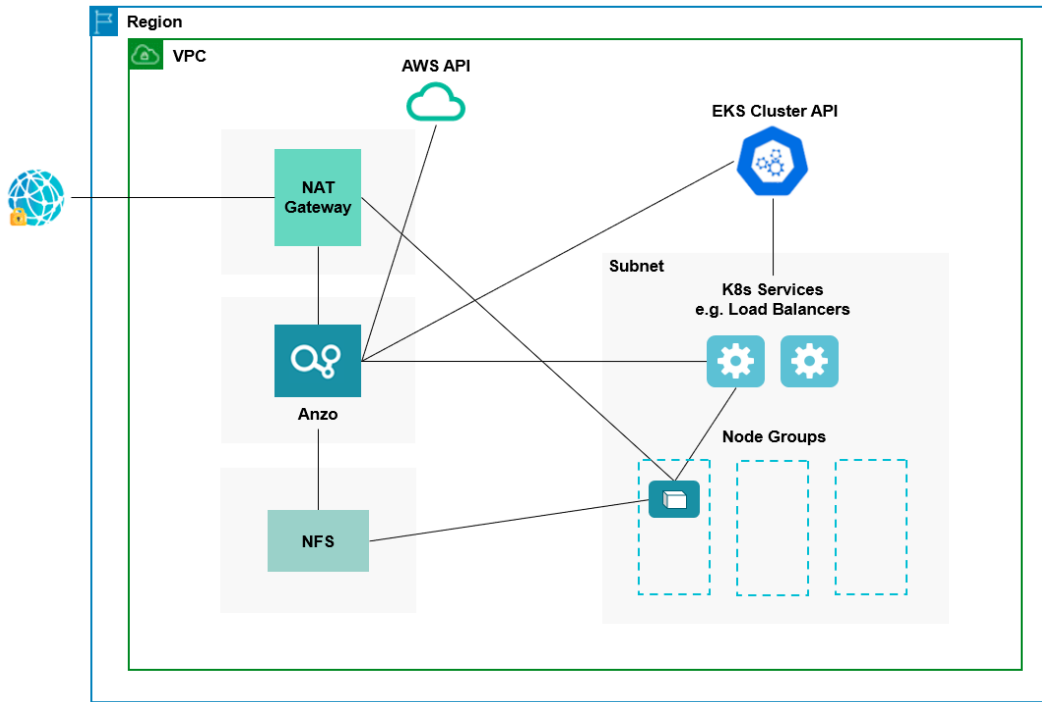 Region
VPC
AWS API
EKS Cluster API
NAT
Gateway
Subnet
K8s Services
e.g. Load Balancers
Anzo
Node Groups
NFS